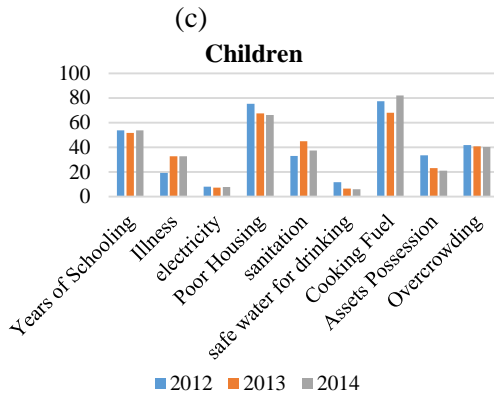 (c)
Children
100
80
60
40
20
0
Years of Schooling
Illness
electricity
Poor Housing
sanitation
safe water for drinking
Cooking Fuel
Assets Possession
Overcrowding
2012 2013 2014